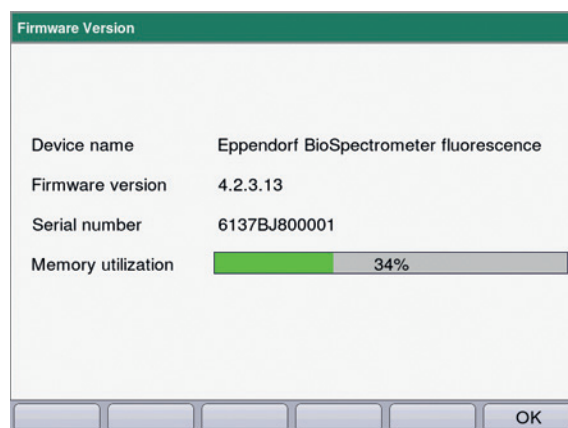 Firmware Version
Device name Eppendorf BioSpectrometer fluorescence
Firmware version 4.2.3.13
Serial number 6137BJ800001
Memory utilization 34%
OK